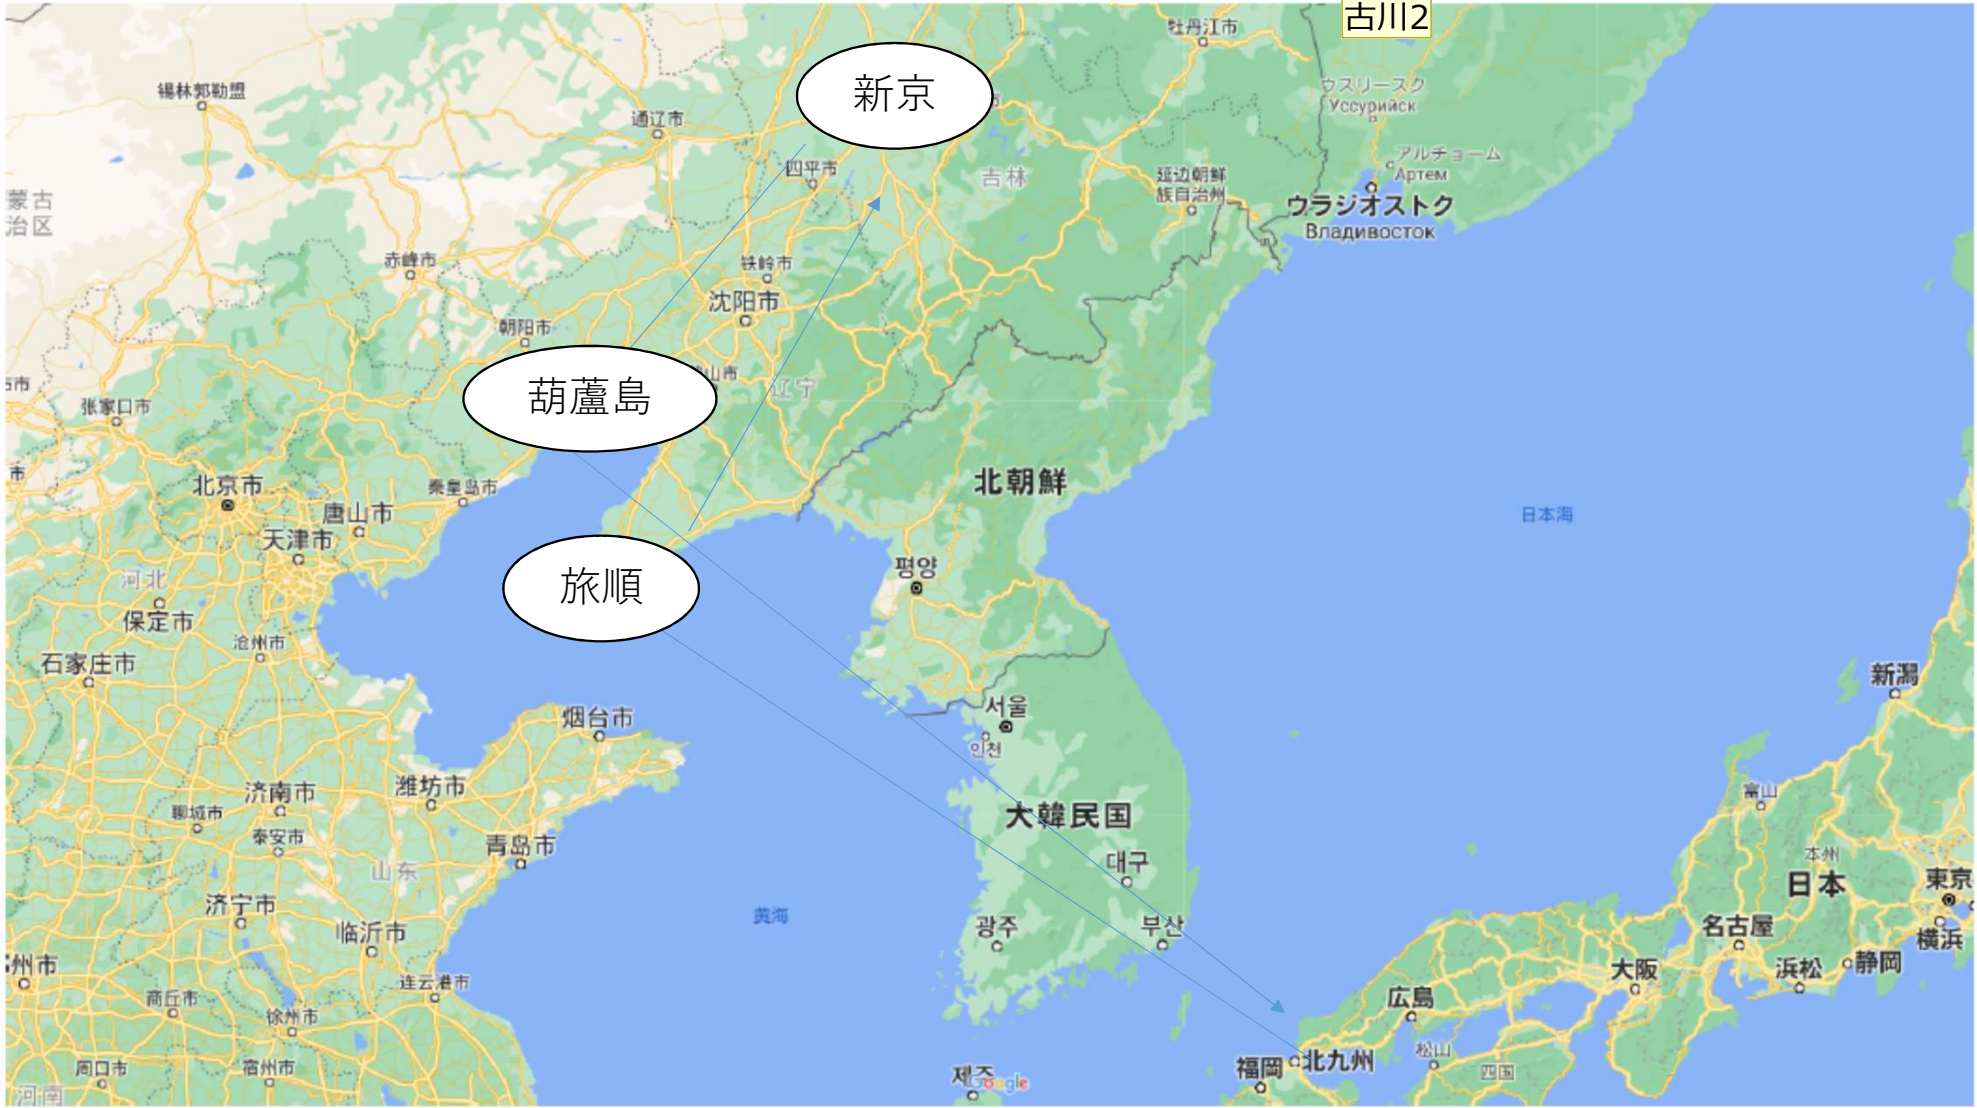 古川2
牡丹江市
锡林郭勒盟
新京
ウスリースク
Уссурийск
通辽市
アルチョーム
Артем
四平市
吉林
延边朝鮮
族自治州
蒙古
治区
ウラジオストク
Владивосток
赤峰市
铁岭市
沈阳市
朝阳市
山市
辽宁
市
葫蘆島
张家口市
市
北京市
秦皇岛市
北朝鮮
唐山市
日本海
天津市
평양
河北
旅順
保定市
沧州市
石家庄市
新潟
서울
烟台市
인천
济南市
潍坊市
富山
聊城市
大韓民国
泰安市
青岛市
本州
대구
山东
日本
東京
济宁市
黄海
광주
부산
名古屋
临沂市
横浜
州市
大阪
浜松
静岡
连云港市
商丘市
広島
徐州市
松山
周口市
宿州市
福岡
北九州
四国
제주
Google
河南